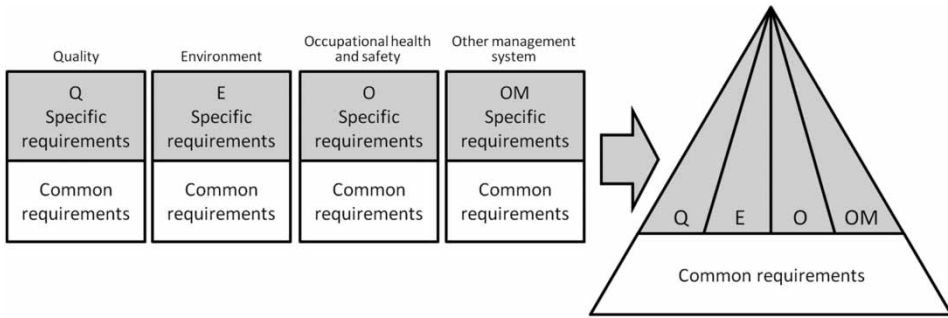 Quality
Q
Specific
requirements
Common
requirements
Environment
E
Specific
requirements
Common
requirements
Occupational health
and safety
O
Specific
requirements
Common
requirements
Other management
system
OM
Specific
requirements
Common
requirements
Q E O OM
Common requirements